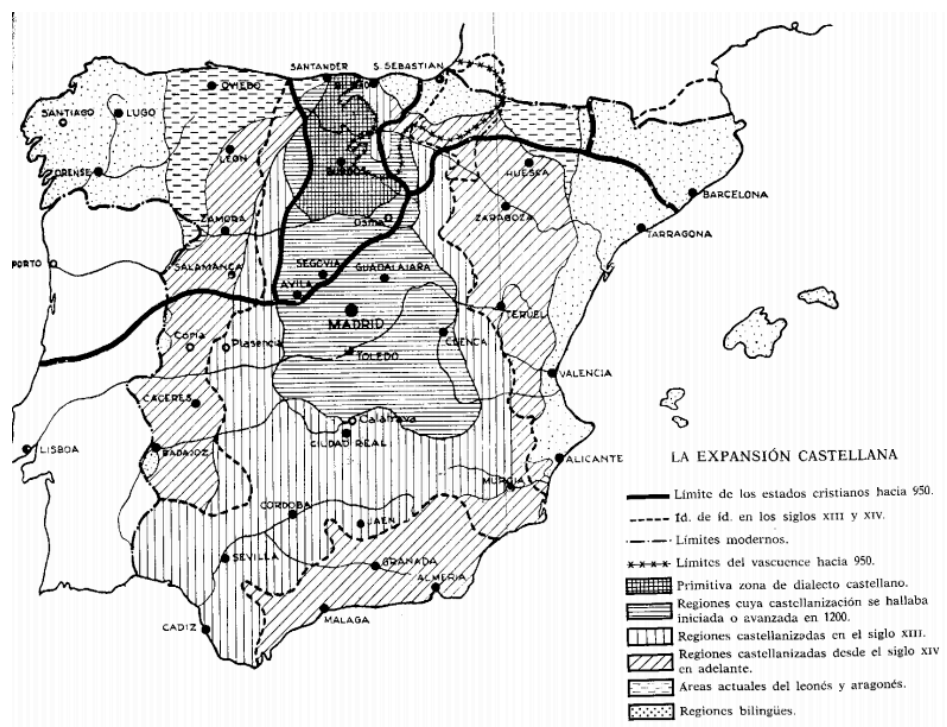 SANTANDER
S. SEBASTIAN
OVIEDO
SANTIAGO
LUGO
LEON
ORENSE
BURGOS
HUESCA
BARCELONA
ZAMORA
Osma
ZARAGOZA
TARRAGONA
PORTO
SALAMANCA
SEGOVIA
GUADALAJARA
AVILA
MADRID
TERUEL
Coria
Plasencia
TOLEDO
CUENCA
VALENCIA
CACERES
Calatrava
CIUDAD REAL
LISBOA
BADAJOZ
ALICANTE
MURCIA
CORDOBA
JAEN
SEVILLA
GRANADA
ALMERIA
CADIZ
MALAGA
LA EXPANSIÓN CASTELLANA
Límite de los estados cristianos hacia 950.
Id. de íd. en los siglos XIII y XIV.
Límites modernos.
Límites del vascuence hacia 950.
Primitiva zona de dialecto castellano.
Regiones cuya castellanización se hallaba
iniciada o avanzada en 1200.
Regiones castellanizadas en el siglo XIII.
Regiones castellanizadas desde el siglo XIV
en adelante.
Áreas actuales del leonés y aragonés.
Regiones bilingües.